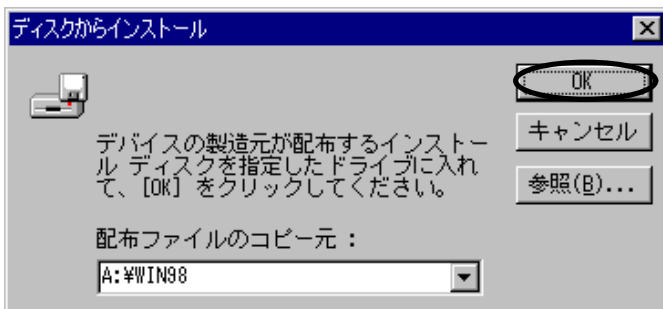 ディスクからインストール
OK
デバイスの製造元が配布するインストー
ル ディスクを指定したドライブに入れ
て、[OK] をクリックしてください。
キャンセル
参照(B)...
配布ファイルのコピー元 :
A:¥WIN98